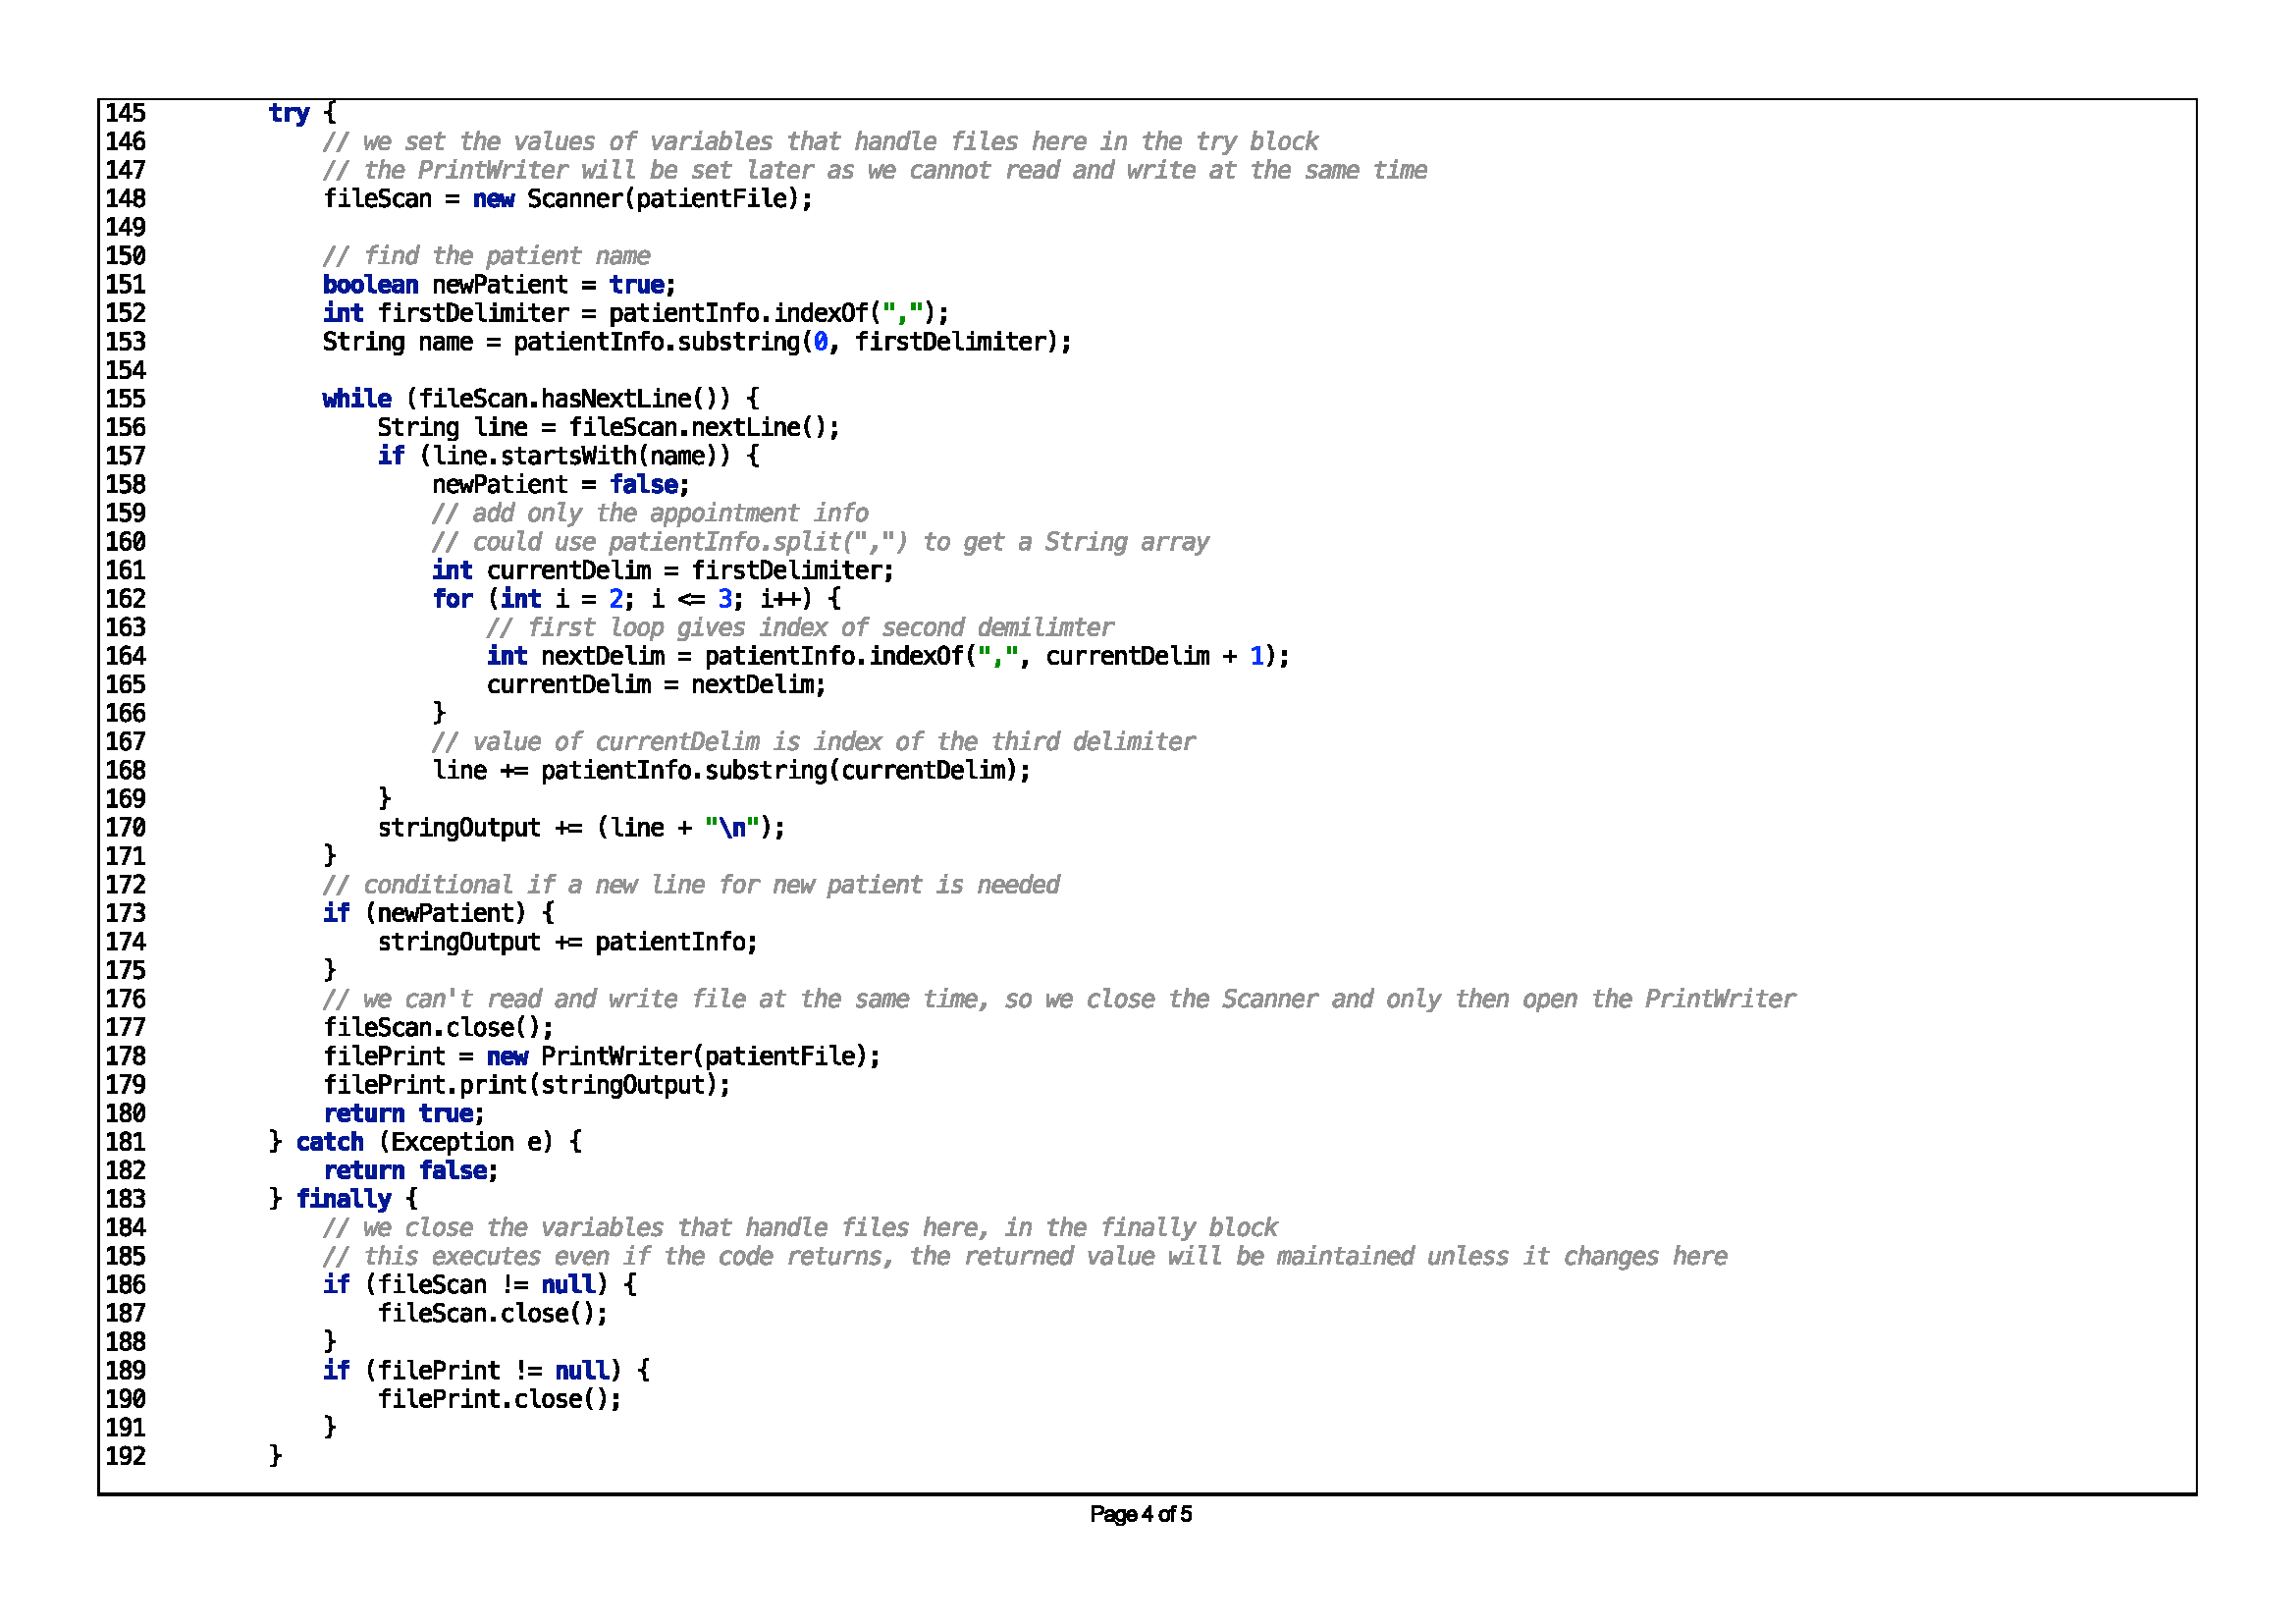 145         try {
146             // we set the values of variables that handle files here in the try block
147             // the PrintWriter will be set later as we cannot read and write at the same time
148             fileScan = new Scanner(patientFile);
149
150             // find the patient name
151             boolean newPatient = true;
152             int firstDelimiter = patientInfo.indexOf(",");
153             String name = patientInfo.substring(0, firstDelimiter);
154
155             while (fileScan.hasNextLine()) {
156                 String line = fileScan.nextLine();
157                 if (line.startsWith(name)) {
158                     newPatient = false;
159                     // add only the appointment info
160                     // could use patientInfo.split(",") to get a String array
161                     int currentDelim = firstDelimiter;
162                     for (int i = 2; i <= 3; i++) {
163                         // first loop gives index of second demilimter
164                         int nextDelim = patientInfo.indexOf(",", currentDelim + 1);
165                         currentDelim = nextDelim;
166                     }
167                     // value of currentDelim is index of the third delimiter
168                     line += patientInfo.substring(currentDelim);
169                 }
170                 stringOutput += (line + "\n");
171             }
172             // conditional if a new line for new patient is needed
173             if (newPatient) {
174                 stringOutput += patientInfo;
175             }
176             // we can't read and write file at the same time, so we close the Scanner and only then open the PrintWriter
177             fileScan.close();
178             filePrint = new PrintWriter(patientFile);
179             filePrint.print(stringOutput);
180             return true;
181         } catch (Exception e) {
182             return false;
183         } finally {
184             // we close the variables that handle files here, in the finally block
185             // this executes even if the code returns, the returned value will be maintained unless it changes here
186             if (fileScan != null) {
187                 fileScan.close();
188             }
189             if (filePrint != null) {
190                 filePrint.close();
191             }
192         }
Page 4 of 5